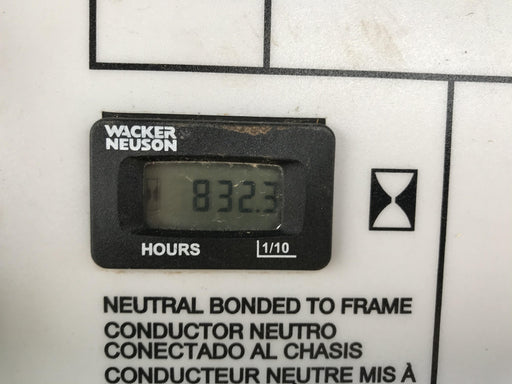 WACKER
NEUSON
832.3
HOURS 1/10
NEUTRAL BONDED TO FRAME
CONDUCTOR NEUTRO
CONECTADO AL CHASIS
CONDUCTEUR NEUTRE MIS À